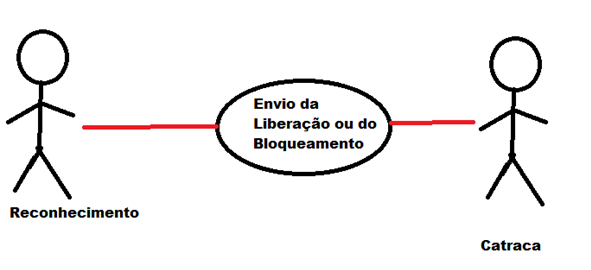 Envio da
Liberação ou do
Bloqueamento
Reconhecimento
Catraca